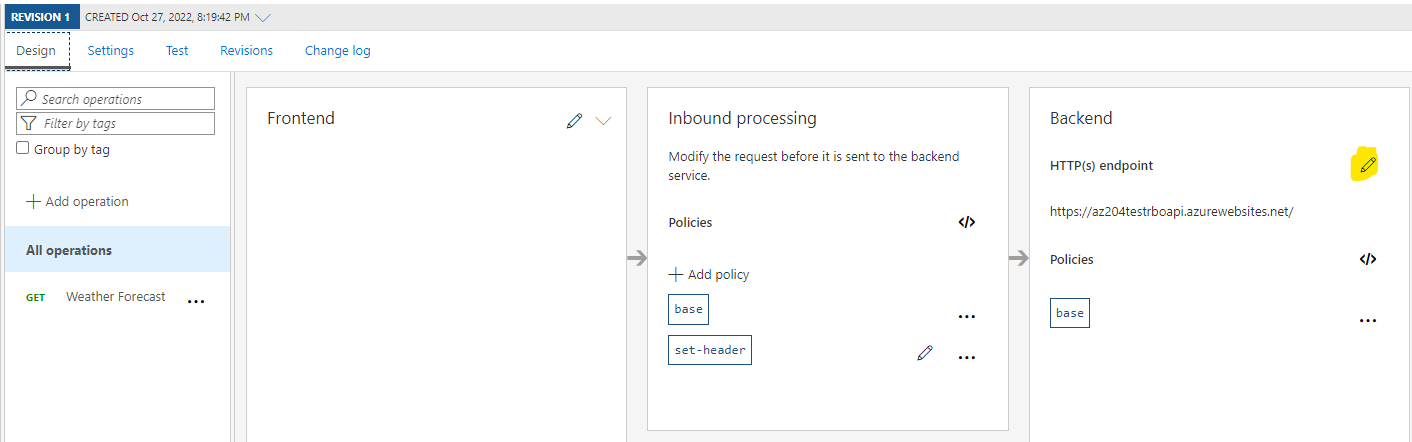 REVISION 1 CREATED Oct 27, 2022, 8:19:42 PM
Design Settings Test Revisions Change log
Search operations
Filter by tags
Group by tag
Add operation
All operations
GET Weather Forecast ...
Frontend
Inbound processing
Modify the request before it is sent to the backend
service.
Policies </>
Add policy
base ...
set-header ...
Backend
HTTP(s) endpoint
https://az204testrboapi.azurewebsites.net/
Policies </>
base ...